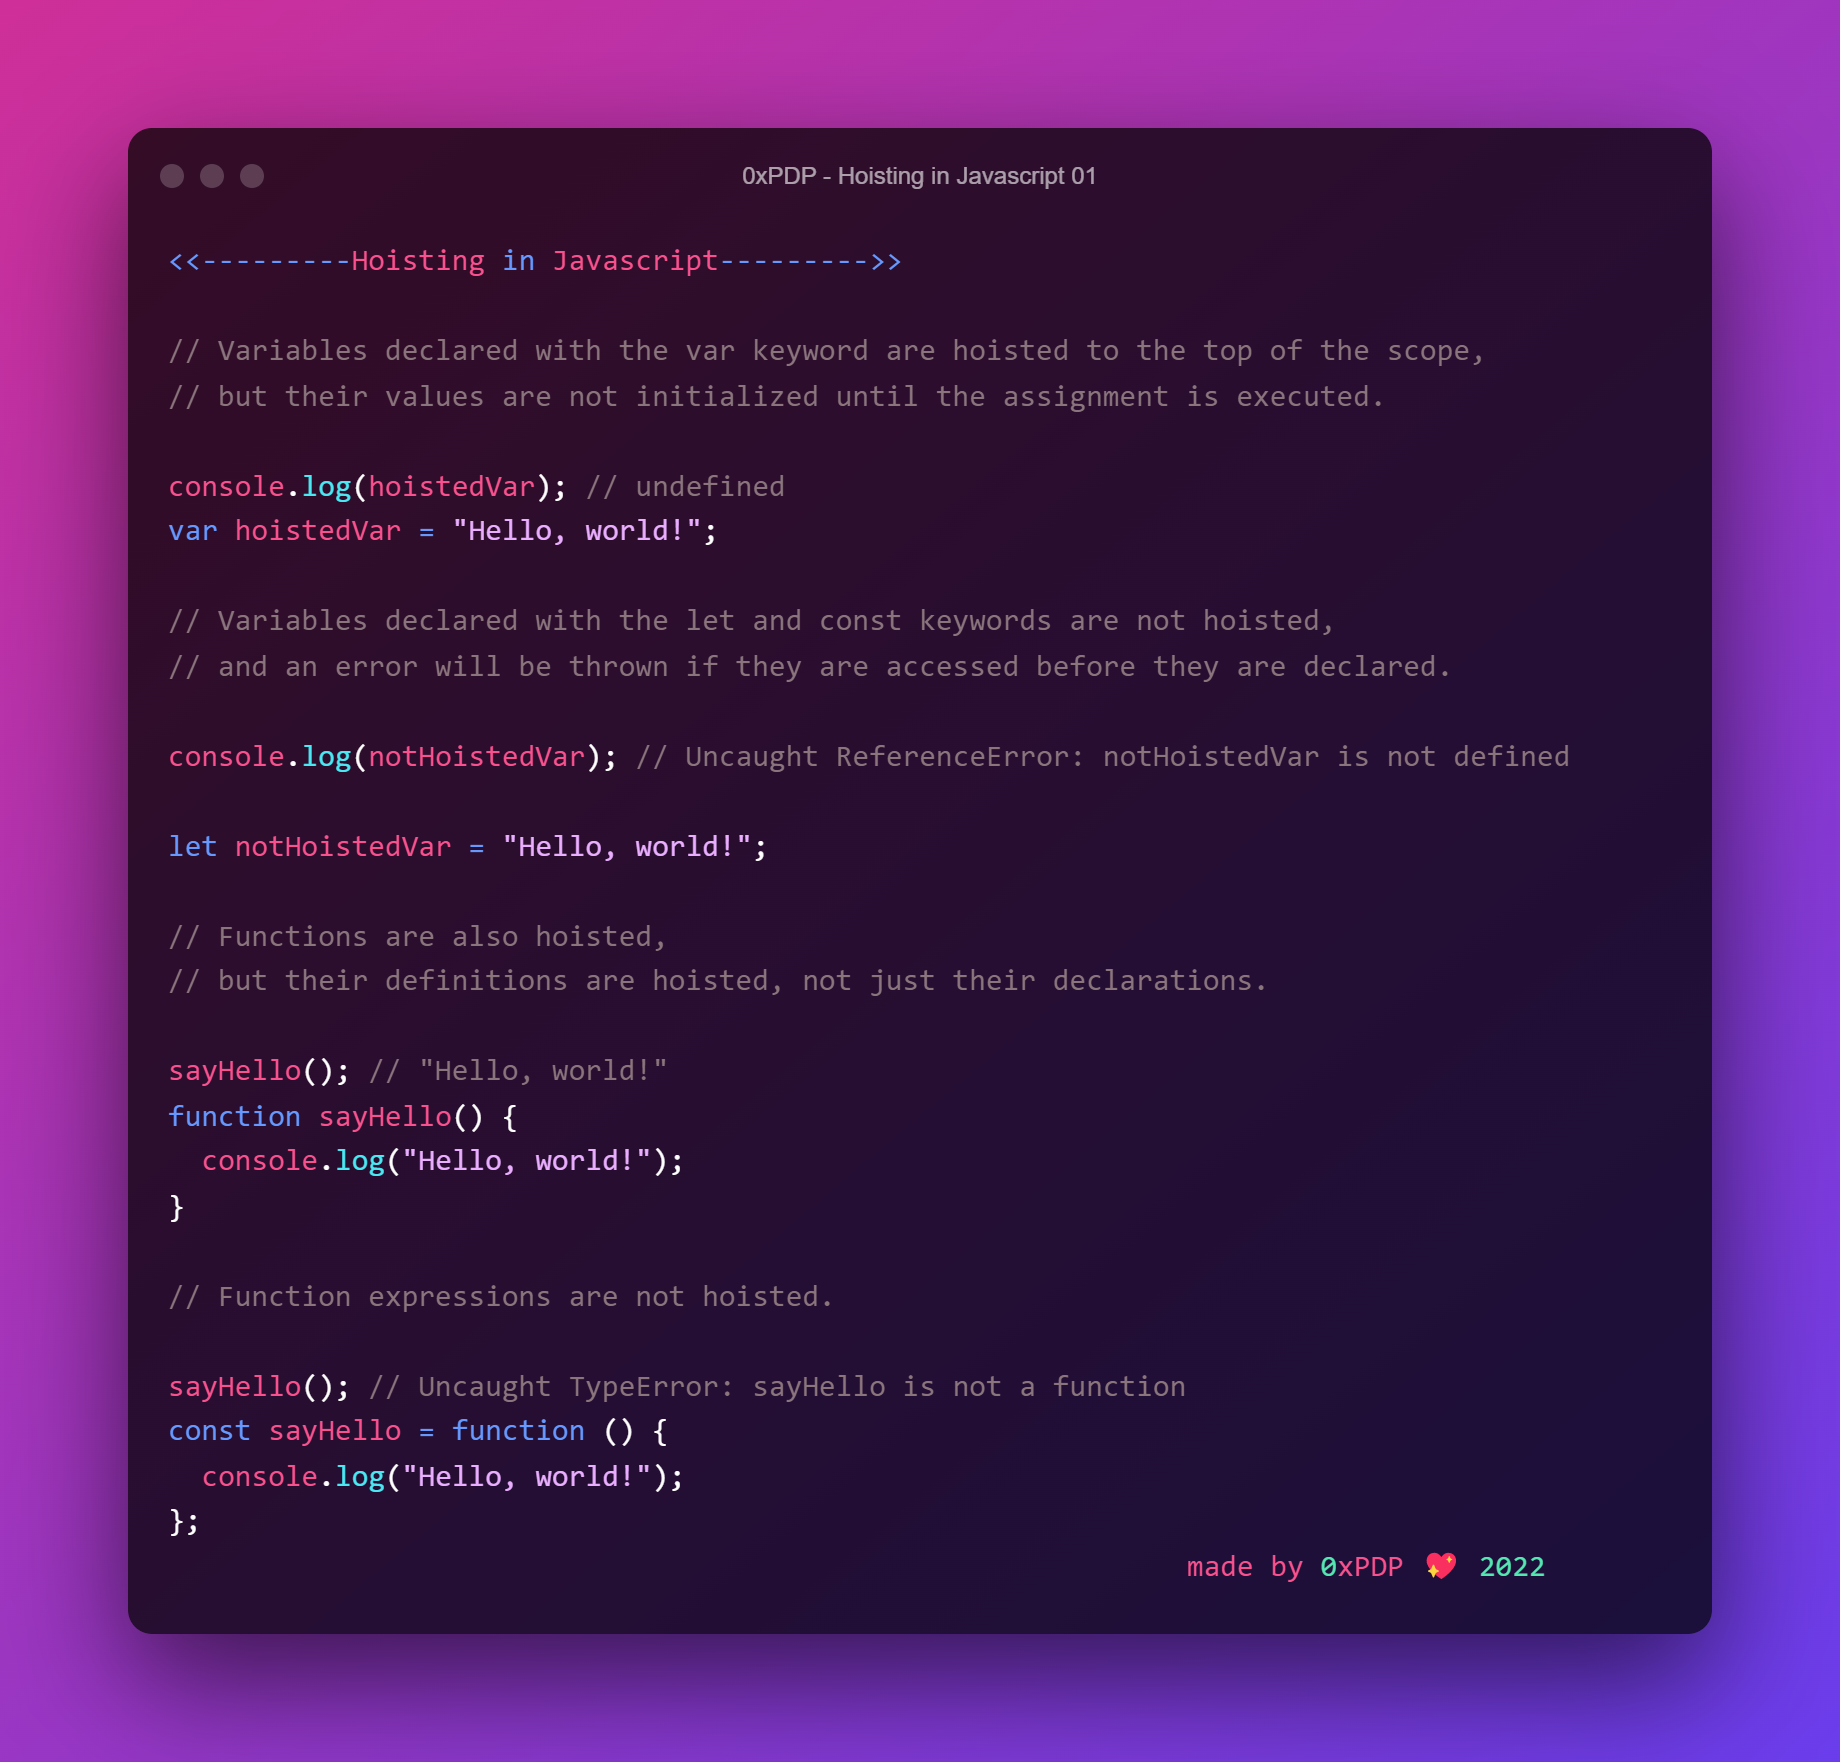 0xPDP - Hoisting in Javascript 01
<<---------Hoisting in Javascript--------->>
// Variables declared with the var keyword are hoisted to the top of the scope,
// but their values are not initialized until the assignment is executed.
console.log(hoistedVar); // undefined
var hoistedVar = "Hello, world!";
// Variables declared with the let and const keywords are not hoisted,
// and an error will be thrown if they are accessed before they are declared.
console.log(notHoistedVar); // Uncaught ReferenceError: notHoistedVar is not defined
let notHoistedVar = "Hello, world!";
// Functions are also hoisted,
// but their definitions are hoisted, not just their declarations.
sayHello(); // "Hello, world!"
function sayHello() {
  console.log("Hello, world!");
}
// Function expressions are not hoisted.
sayHello(); // Uncaught TypeError: sayHello is not a function
const sayHello = function () {
  console.log("Hello, world!");
};
made by 0xPDP 💖 2022